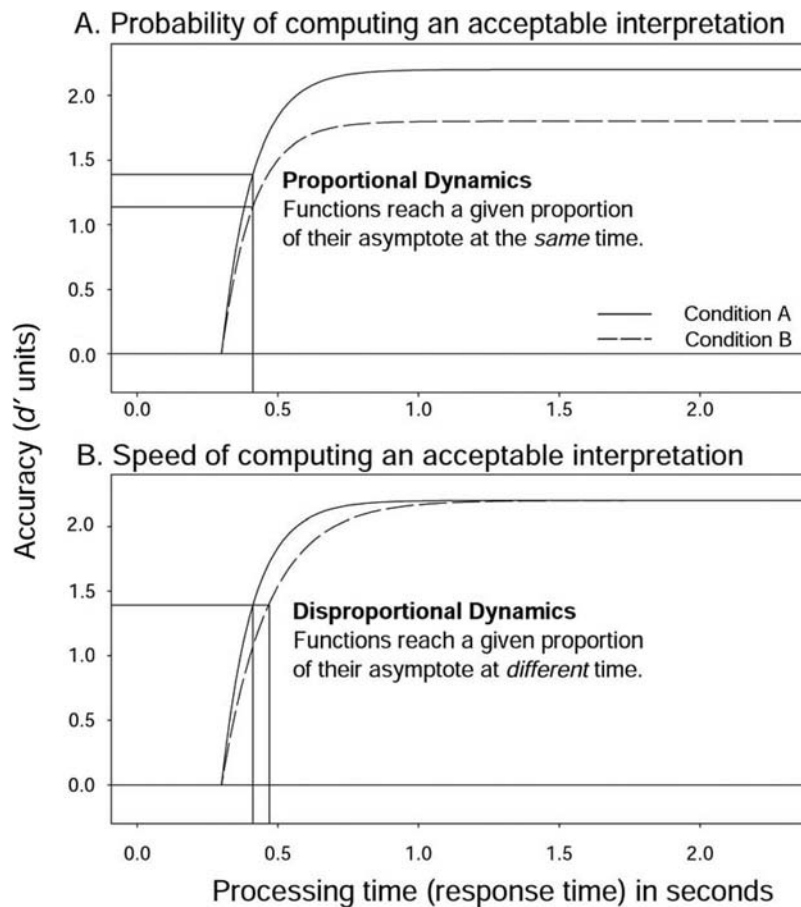 A. Probability of computing an acceptable interpretation
2.0
1.5
1.0
0.5
0.0
Proportional Dynamics
Functions reach a given proportion
of their asymptote at the same time.
Condition A
Condition B
0.0 0.5 1.0 1.5 2.0
Accuracy (d′ units)
B. Speed of computing an acceptable interpretation
2.0
1.5
1.0
0.5
0.0
Disproportional Dynamics
Functions reach a given proportion
of their asymptote at different time.
0.0 0.5 1.0 1.5 2.0
Processing time (response time) in seconds